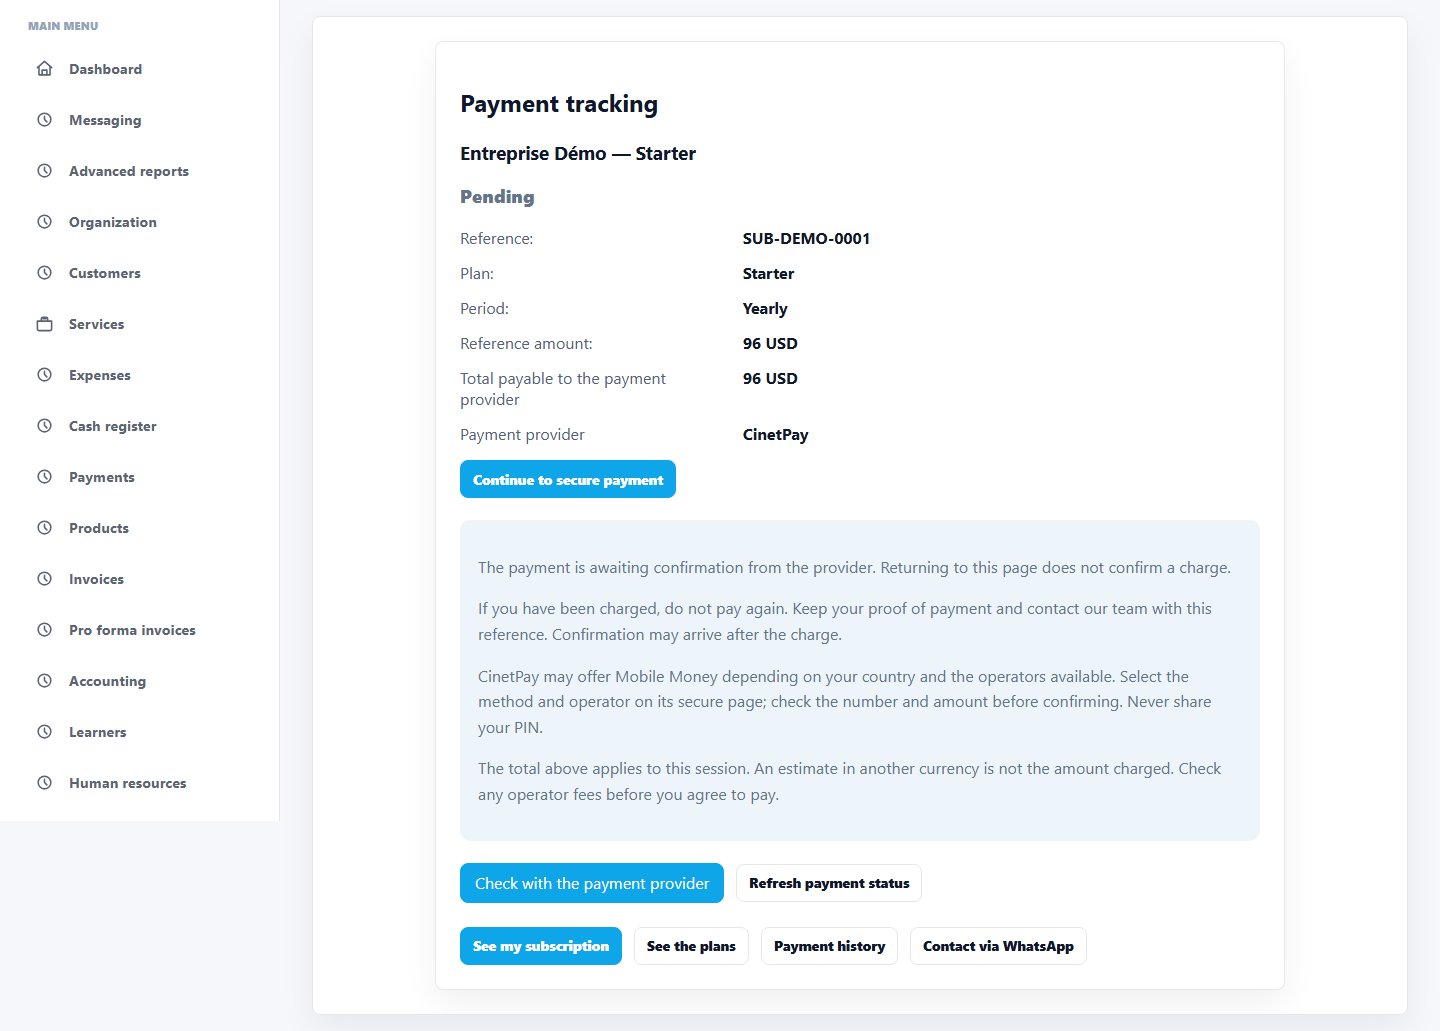 MAIN MENU
Dashboard
Messaging
Advanced reports
Organization
Customers
Services
Expenses
Cash register
Payments
Products
Invoices
Pro forma invoices
Accounting
Learners
Human resources
Payment tracking
Entreprise Démo — Starter
Pending
Reference: SUB-DEMO-0001
Plan: Starter
Period: Yearly
Reference amount: 96 USD
Total payable to the payment 96 USD
provider
Payment provider CinetPay
Continue to secure payment
The payment is awaiting confirmation from the provider. Returning to this page does not confirm a charge.
If you have been charged, do not pay again. Keep your proof of payment and contact our team with this
reference. Confirmation may arrive after the charge.
CinetPay may offer Mobile Money depending on your country and the operators available. Select the
method and operator on its secure page; check the number and amount before confirming. Never share
your PIN.
The total above applies to this session. An estimate in another currency is not the amount charged. Check
any operator fees before you agree to pay.
Check with the payment provider Refresh payment status
See my subscription See the plans Payment history Contact via WhatsApp